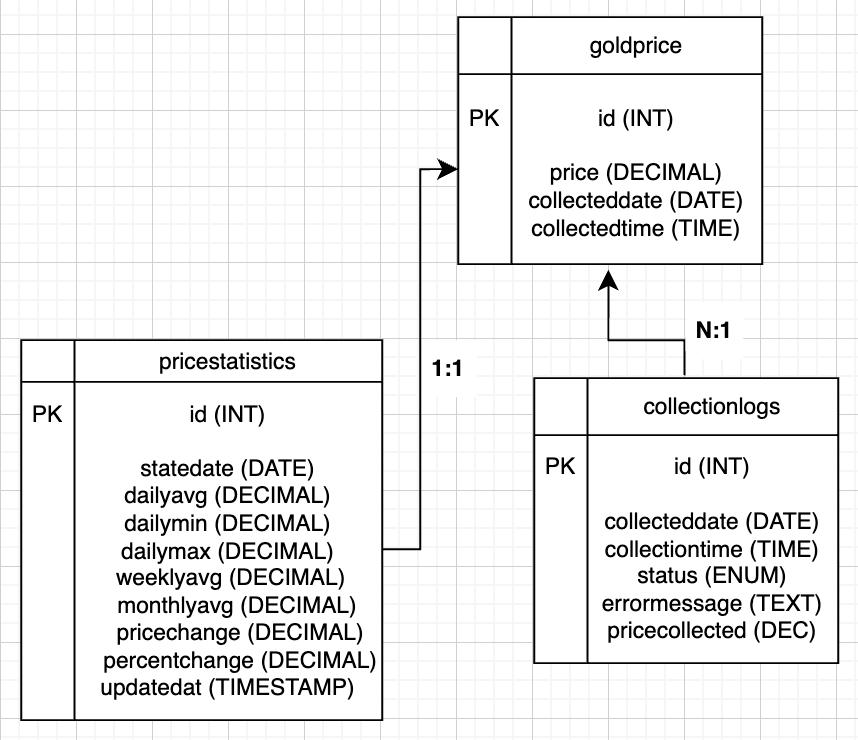 goldprice
PK
id (INT)
price (DECIMAL)
collecteddate (DATE)
collectedtime (TIME)
N:1
1:1
pricestatistics
PK
id (INT)
statedate (DATE)
dailyavg (DECIMAL)
dailymin (DECIMAL)
dailymax (DECIMAL)
weeklyavg (DECIMAL)
monthlyavg (DECIMAL)
pricechange (DECIMAL)
percentchange (DECIMAL)
updatedat (TIMESTAMP)
collectionlogs
PK
id (INT)
collecteddate (DATE)
collectiontime (TIME)
status (ENUM)
errormessage (TEXT)
pricecollected (DEC)